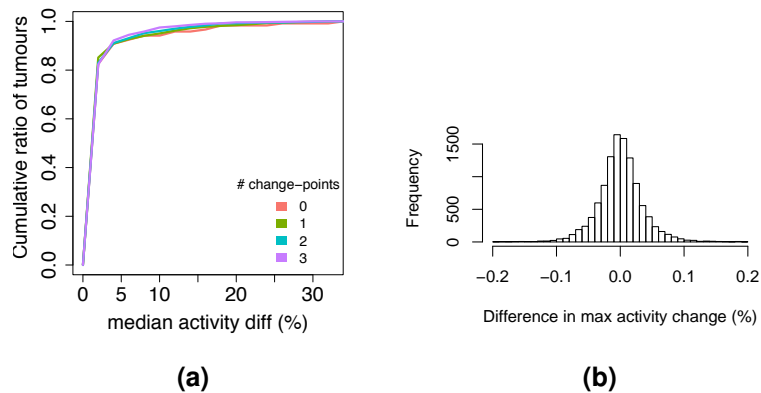 Cumulative ratio of tumours
1.0
0.8
0.6
0.4
0.2
0.0
# change−points
0
1
2
3
0 5 10 20 30
median activity diff (%)
(a)
Frequency
1500
500
0
−0.2 −0.1 0.0 0.1 0.2
Difference in max activity change (%)
(b)